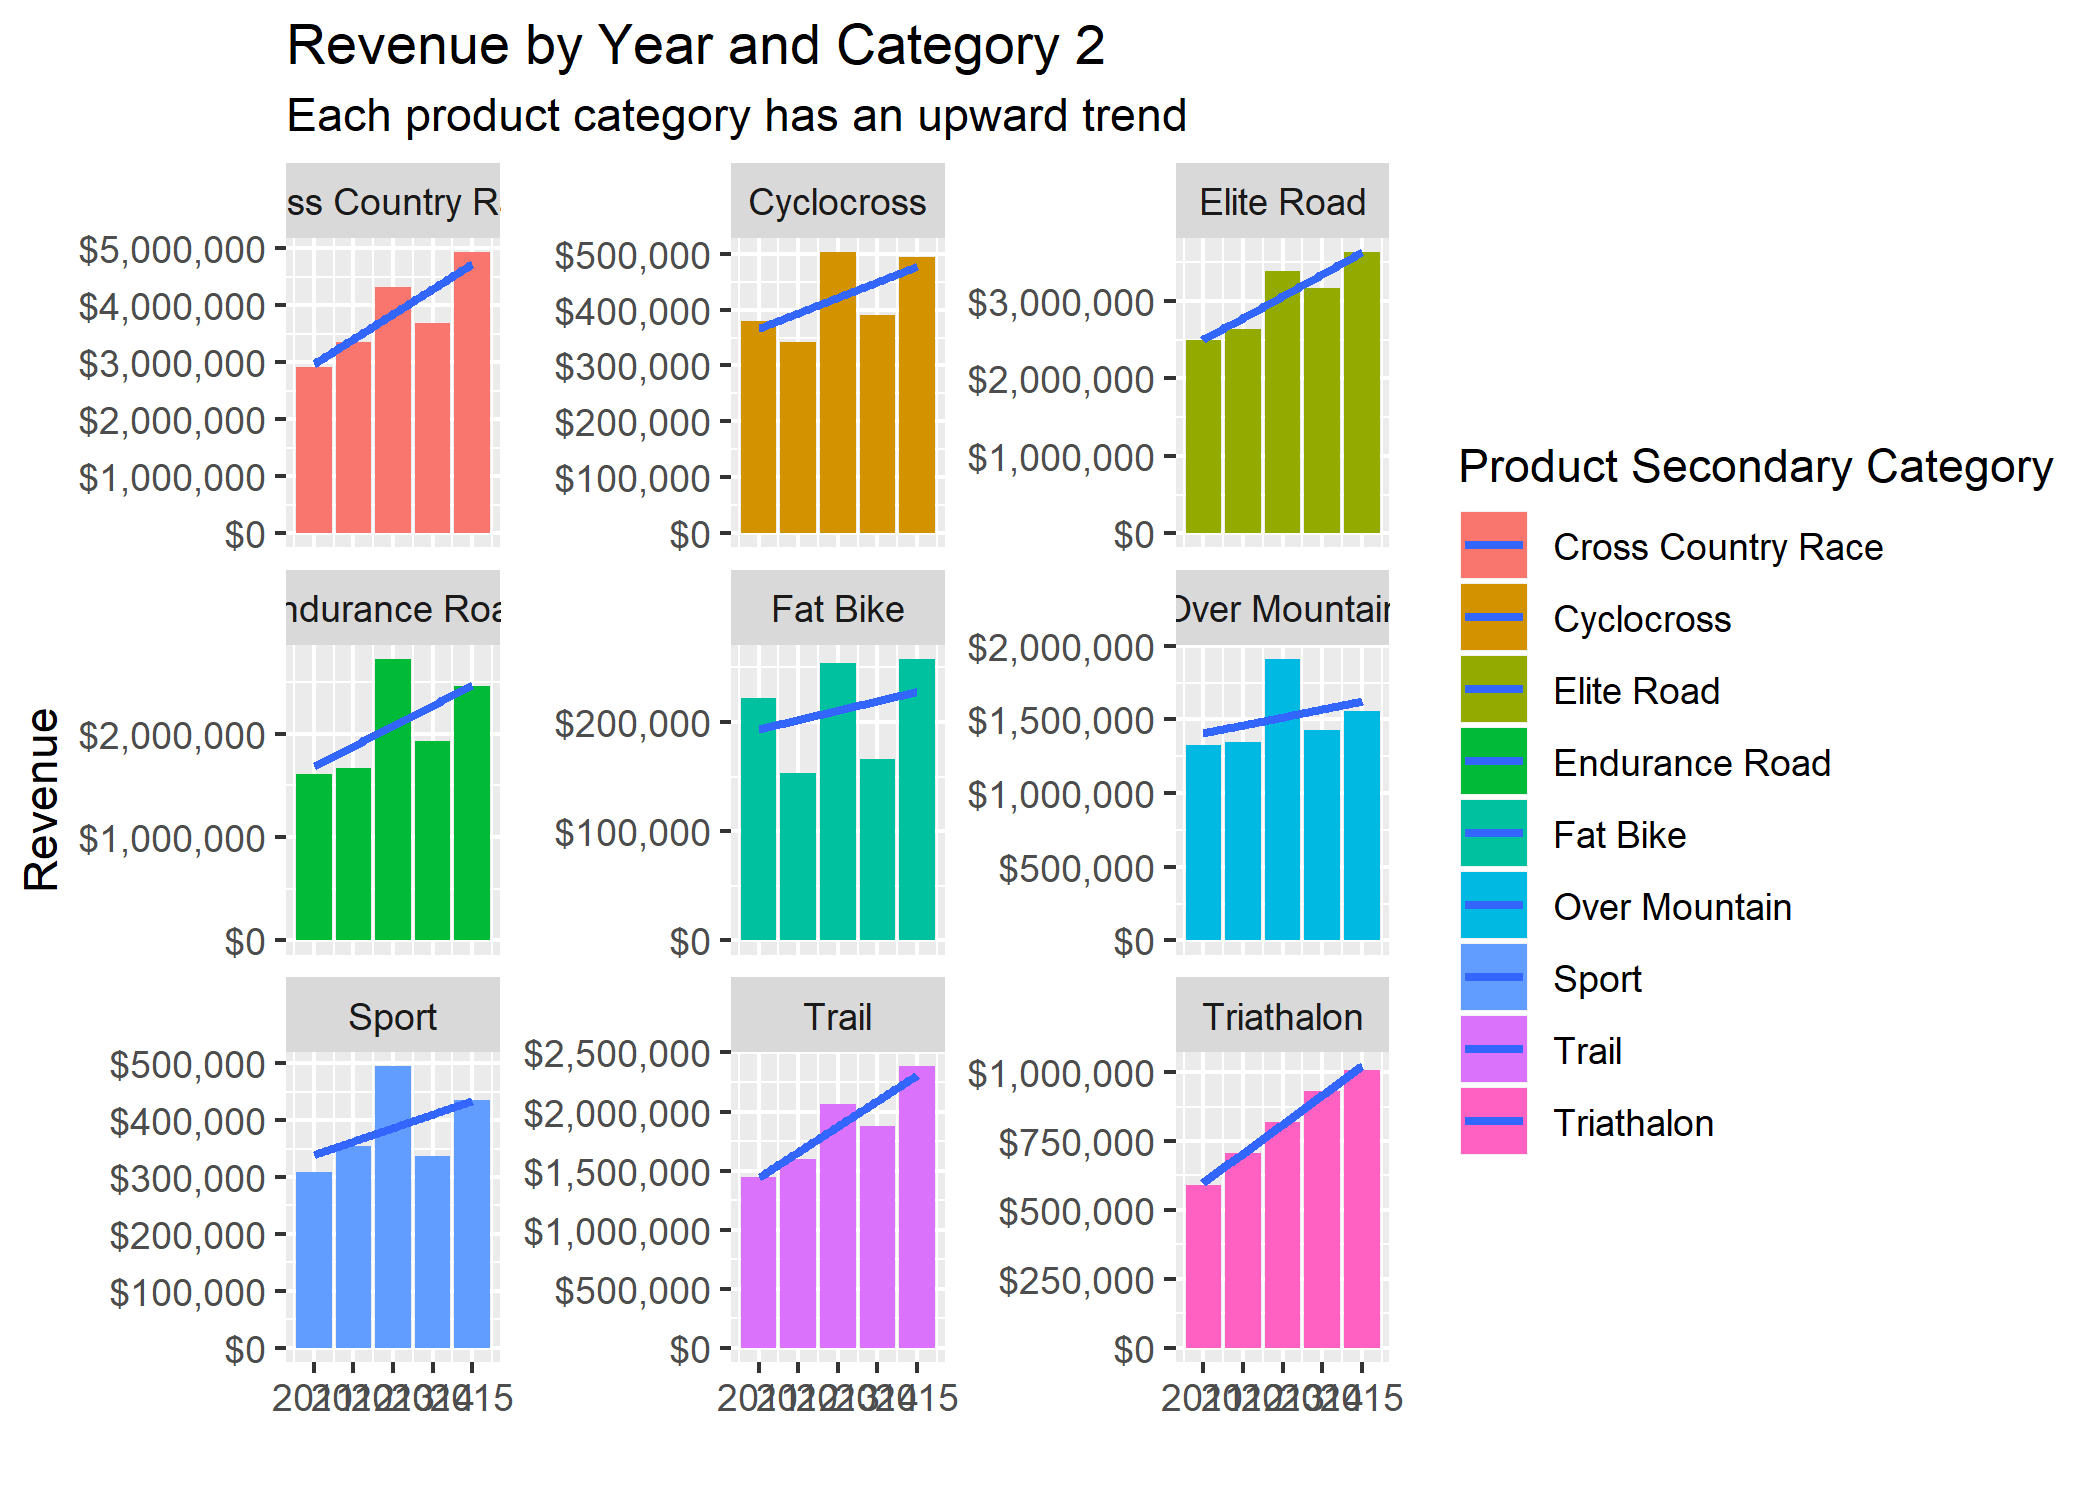 Revenue by Year and Category 2
Each product category has an upward trend
ss Country R
Cyclocross
Elite Road
$5,000,000
$4,000,000
$3,000,000
$2,000,000
$1,000,000
$0
$500,000
$400,000
$300,000
$200,000
$100,000
$0
$3,000,000
$2,000,000
$1,000,000
$0
ndurance Roa
Fat Bike
Over Mountain
$2,000,000
$1,000,000
$0
$200,000
$100,000
$0
$2,000,000
$1,500,000
$1,000,000
$500,000
$0
Sport
Trail
Triathalon
$500,000
$400,000
$300,000
$200,000
$100,000
$0
$2,500,000
$2,000,000
$1,500,000
$1,000,000
$500,000
$0
$1,000,000
$750,000
$500,000
$250,000
$0
Revenue
Product Secondary Category
Cross Country Race
Cyclocross
Elite Road
Endurance Road
Fat Bike
Over Mountain
Sport
Trail
Triathalon